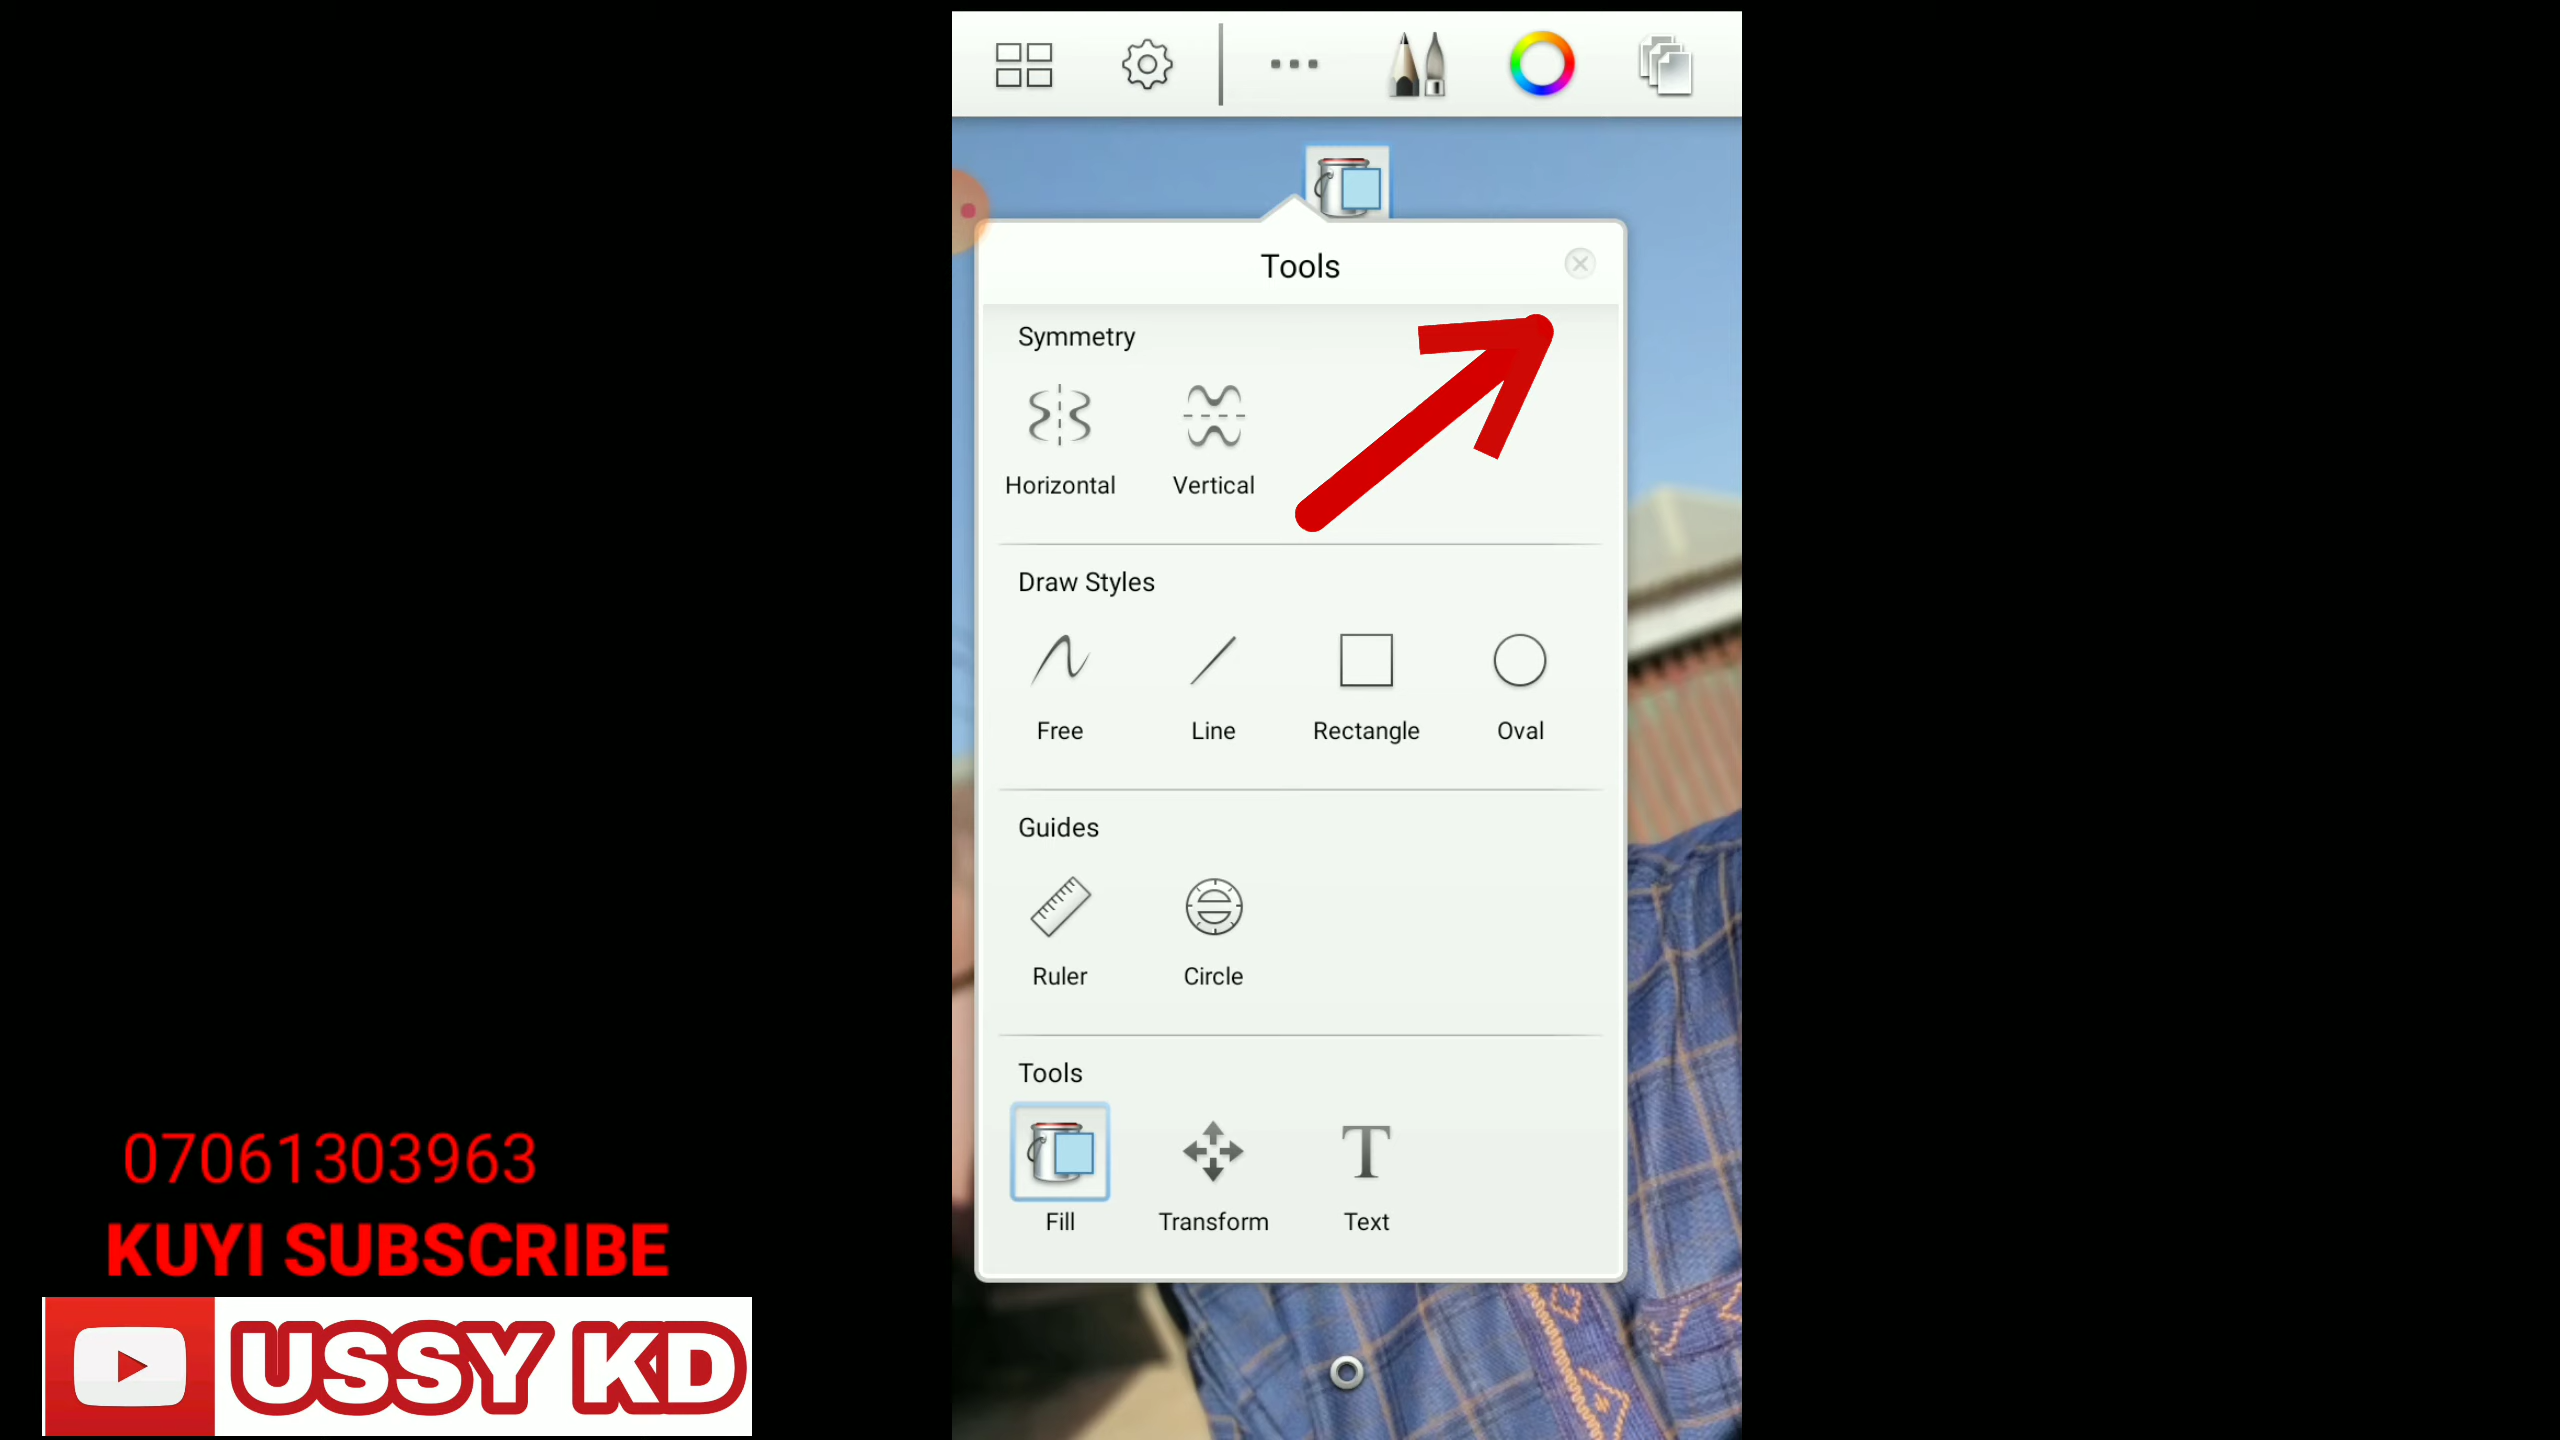 Tools
Symmetry
Horizontal Vertical
Draw Styles
Free Line Rectangle Oval
Guides
Ruler Circle
Tools
T
Fill Transform Text
07061303963
KUYI SUBSCRIBE
USSY KD